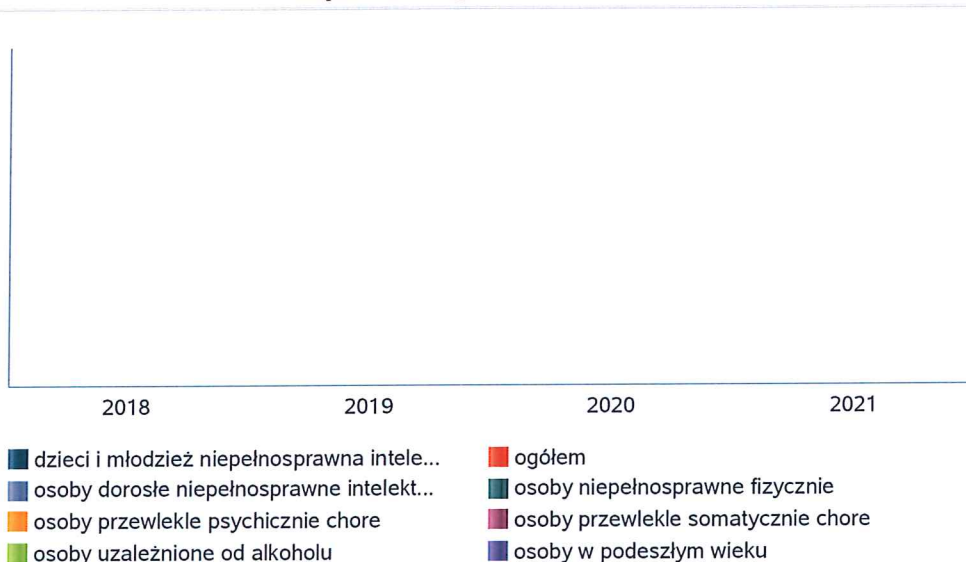 2018 2019 2020 2021
dzieci i młodzież niepełnosprawna intele...
osoby dorosłe niepełnosprawne intelekt...
osoby przewlekle psychicznie chore
osoby uzależnione od alkoholu
ogółem
osoby niepełnosprawne fizycznie
osoby przewlekle somatycznie chore
osoby w podeszłym wieku